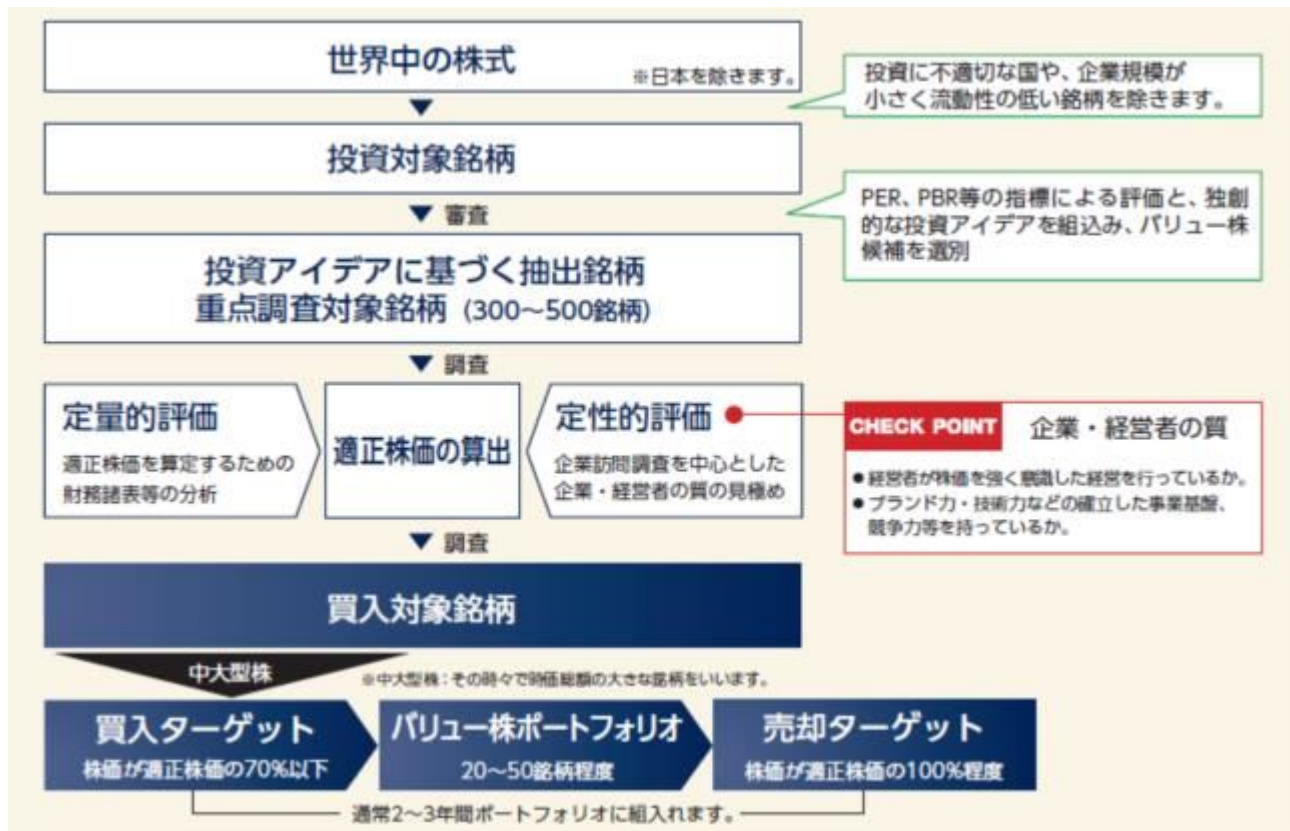 世界中の株式
※日本を除きます。
投資に不適切な国や、企業規模が
小さく流動性の低い銘柄を除きます。
▼
投資対象銘柄
▼ 審査
PER、PBR等の指標による評価と、独創
的な投資アイデアを組込み、バリュー株
候補を選別
投資アイデアに基づく抽出銘柄
重点調査対象銘柄（300～500銘柄）
▼ 調査
定量的評価
適正株価を算定するための
財務諸表等の分析
適正株価の算出
定性的評価
企業訪問調査を中心とした
企業・経営者の質の見極め
CHECK POINT 企業・経営者の質
●経営者が株価を強く意識した経営を行っているか。
●ブランド力・技術力などの確立した事業基盤、
競争力等を持っているか。
▼ 調査
買入対象銘柄
中大型株
※中大型株：その時々で時価総額の大きな銘柄をいいます。
買入ターゲット
株価が適正株価の70%以下
バリュー株ポートフォリオ
20～50銘柄程度
売却ターゲット
株価が適正株価の100%程度
通常2～3年間ポートフォリオに組入れます。